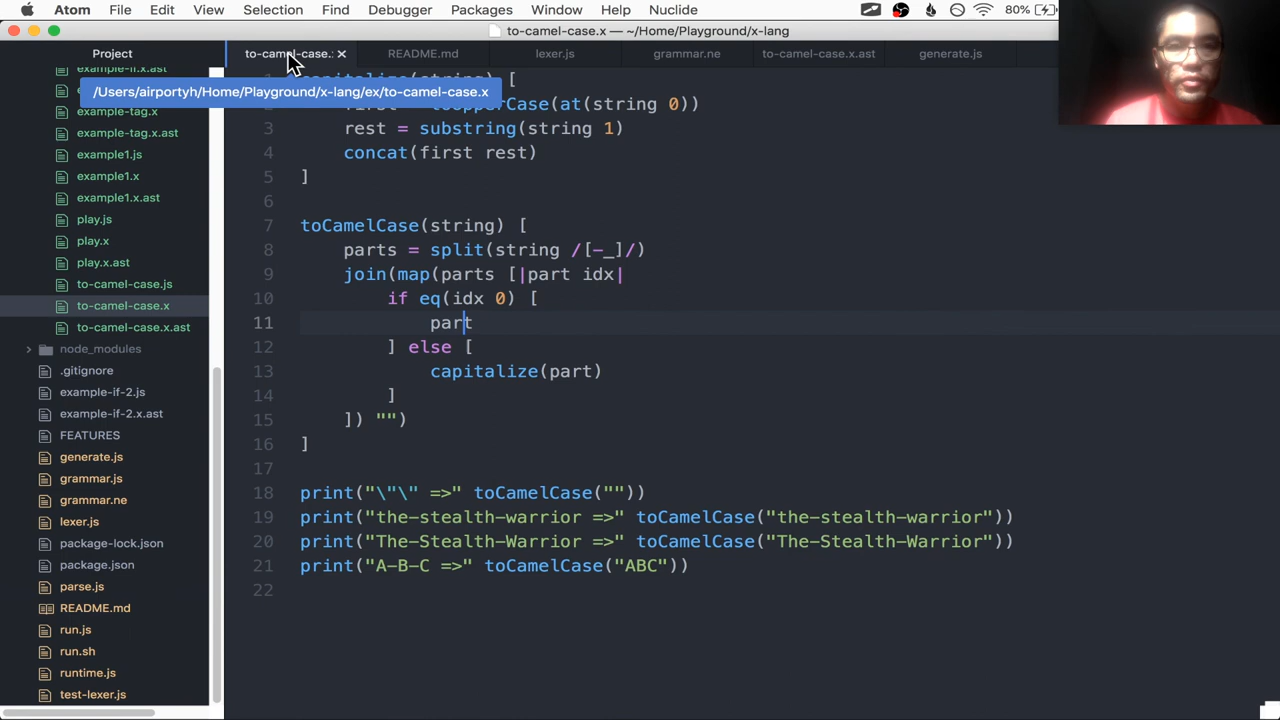 Atom File Edit View Selection Find Debugger Packages Window Help Nuclide 80%
to-camel-case.x — ~/Home/Playground/x-lang
Project to-camel-case. README.md lexer.js grammar.ne to-camel-case.x.ast generate.js
/Users/airportyh/Home/Playground/x-lang/ex/to-camel-case.x
example-if.x.ast
example-tag.x
example-tag.x.ast
example1.js
example1.x
example1.x.ast
play.js
play.x
play.x.ast
to-camel-case.js
to-camel-case.x
to-camel-case.x.ast
node_modules
.gitignore
example-if-2.js
example-if-2.x.ast
FEATURES
generate.js
grammar.js
grammar.ne
lexer.js
package-lock.json
package.json
parse.js
README.md
run.js
run.sh
runtime.js
test-lexer.js
(string) [
(at(string 0))
3 rest = substring(string 1)
4 concat(first rest)
5 ]
6
7 toCamelCase(string) [
8 parts = split(string /[-_]/)
9 join(map(parts [|part idx|
10 if eq(idx 0) [
11 part
12 ] else [
13 capitalize(part)
14 ]
15 ]) "")
16 ]
17
18 print("\"\" =>" toCamelCase(""))
19 print("the-stealth-warrior =>" toCamelCase("the-stealth-warrior"))
20 print("The-Stealth-Warrior =>" toCamelCase("The-Stealth-Warrior"))
21 print("A-B-C =>" toCamelCase("ABC"))
22